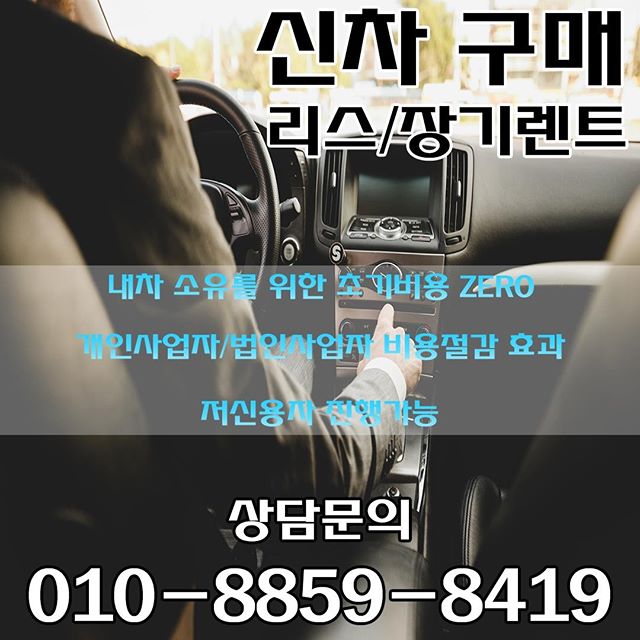 신차 구매
리스/장기렌트
S
내차 소유를 위한 초기비용 ZERO
개인사업자/법인사업자 비용절감 효과
저신용자 진행가능
상담문의
010-8859-8419